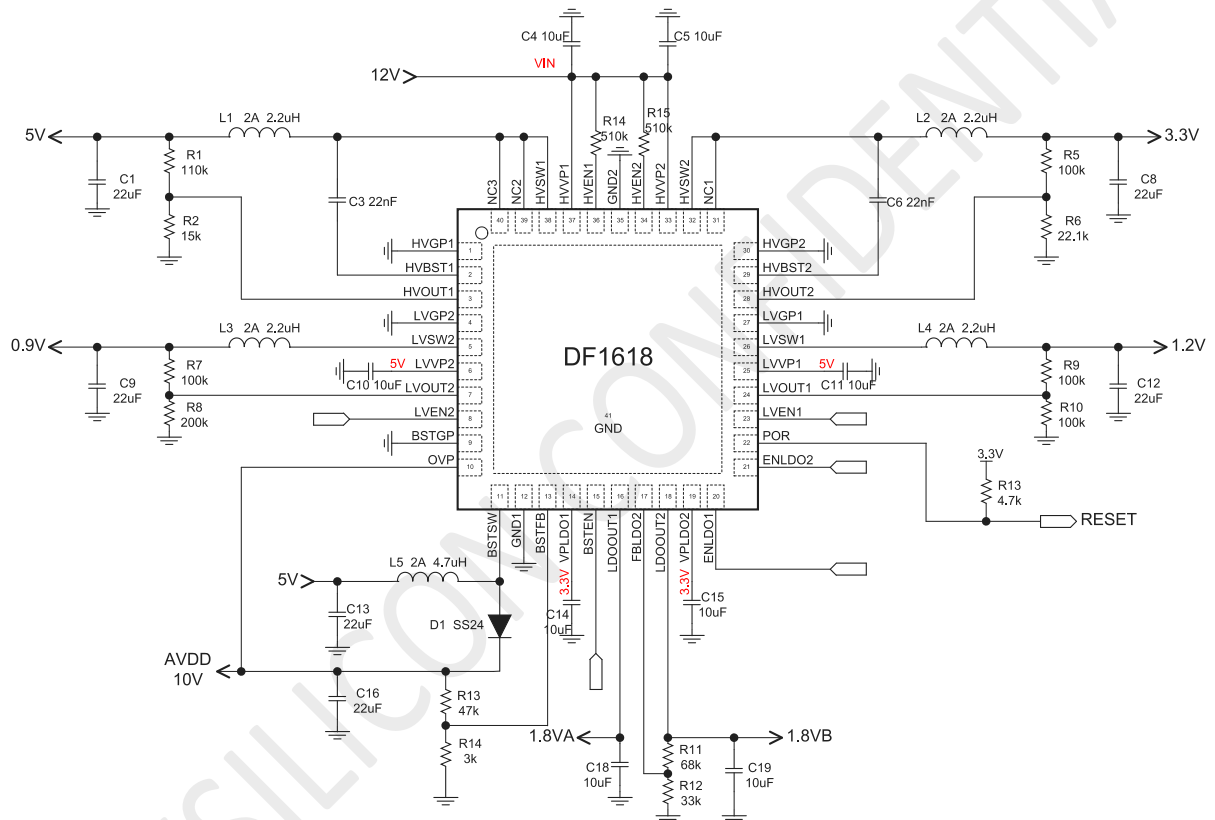 C4 10uF
C5 10uF
VIN
12V
R14
510k
R15
510k
5V
L1 2A 2.2uH
L2 2A 2.2uH
3.3V
R1
110k
R5
100k
C1
22uF
C8
22uF
R2
15k
C3 22nF
C6 22nF
R6
22.1k
NC3
NC2
HVSW1
HVVP1
HVEN1
GND2
HVEN2
HVVP2
HVSW2
NC1
40
39
38
37
36
35
34
33
32
31
HVGP1
1
30
HVGP2
HVBST1
2
29
HVBST2
HVOUT1
3
28
HVOUT2
LVGP2
4
27
LVGP1
0.9V
L3 2A 2.2uH
LVSW2
5
26
LVSW1
L4 2A 2.2uH
1.2V
DF1618
5V
LVVP2
6
25
LVVP1
5V
C10 10uF
C11 10uF
R7
100k
R9
100k
C9
22uF
C12
22uF
LVOUT2
7
24
LVOUT1
R8
200k
R10
100k
LVEN2
8
23
LVEN1
41
GND
BSTGP
9
22
POR
OVP
10
21
ENLDO2
3.3V
R13
4.7k
RESET
11
12
13
14
15
16
17
18
19
20
BSTSW
GND1
BSTFB
VPLDO1
BSTEN
LDOOUT1
FBLDO2
LDOOUT2
VPLDO2
ENLDO1
5V
L5 2A 4.7uH
3.3V
3.3V
C13
22uF
D1 SS24
C14
10uF
C15
10uF
AVDD
10V
C16
22uF
R13
47k
R14
3k
1.8VA
1.8VB
C18
10uF
R11
68k
R12
33k
C19
10uF
SILICON CONFIDENTIA